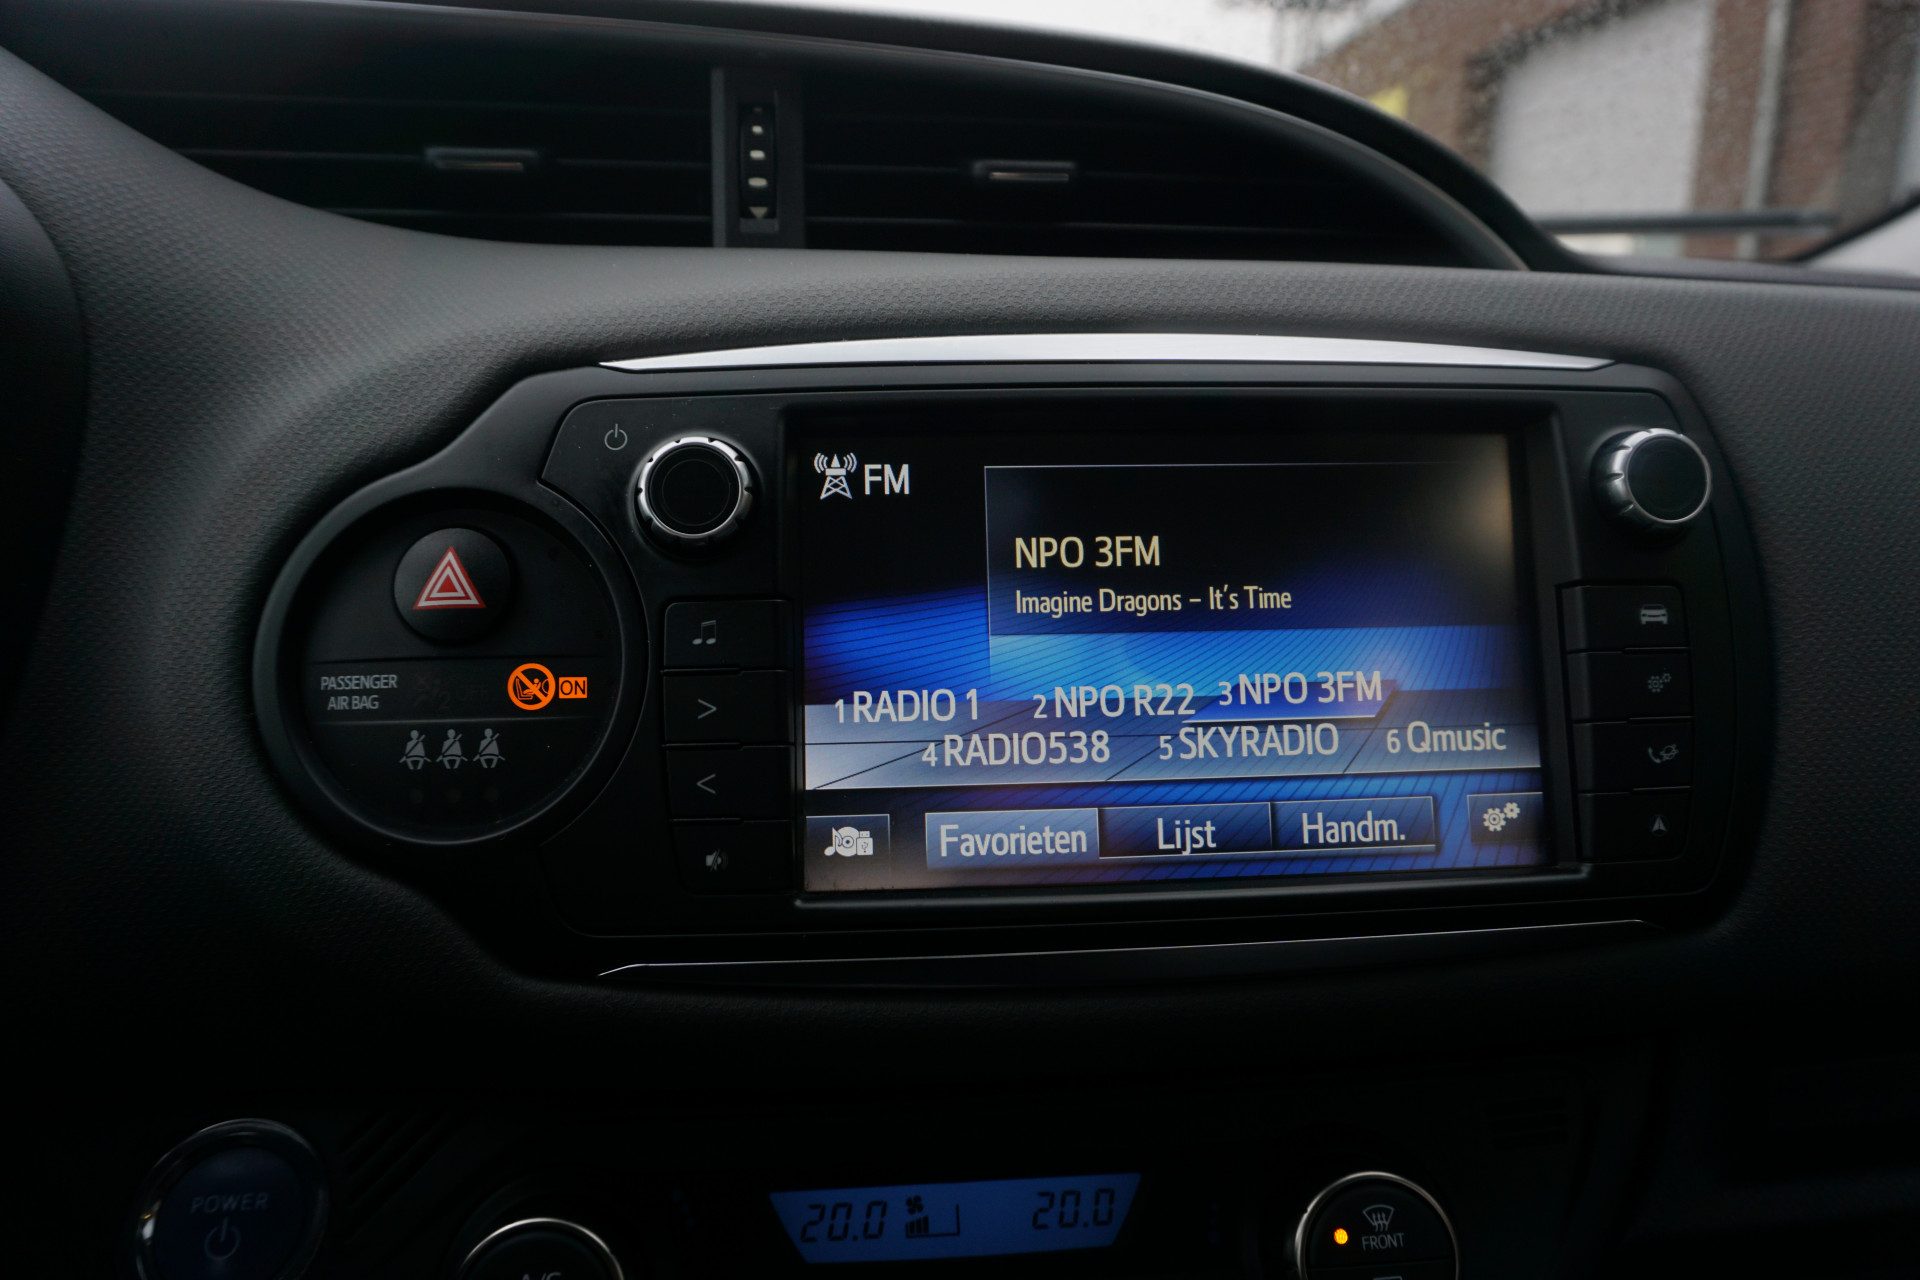 FM
NPO 3FM
Imagine Dragons – It's Time
1 RADIO 1 2 NPO R22 3 NPO 3FM
4 RADIO538 5 SKYRADIO 6 Qmusic
Favorieten Lijst Handm.
PASSENGER
AIR BAG
OFF
ON
POWER
20.0 20.0
A/C
FRONT